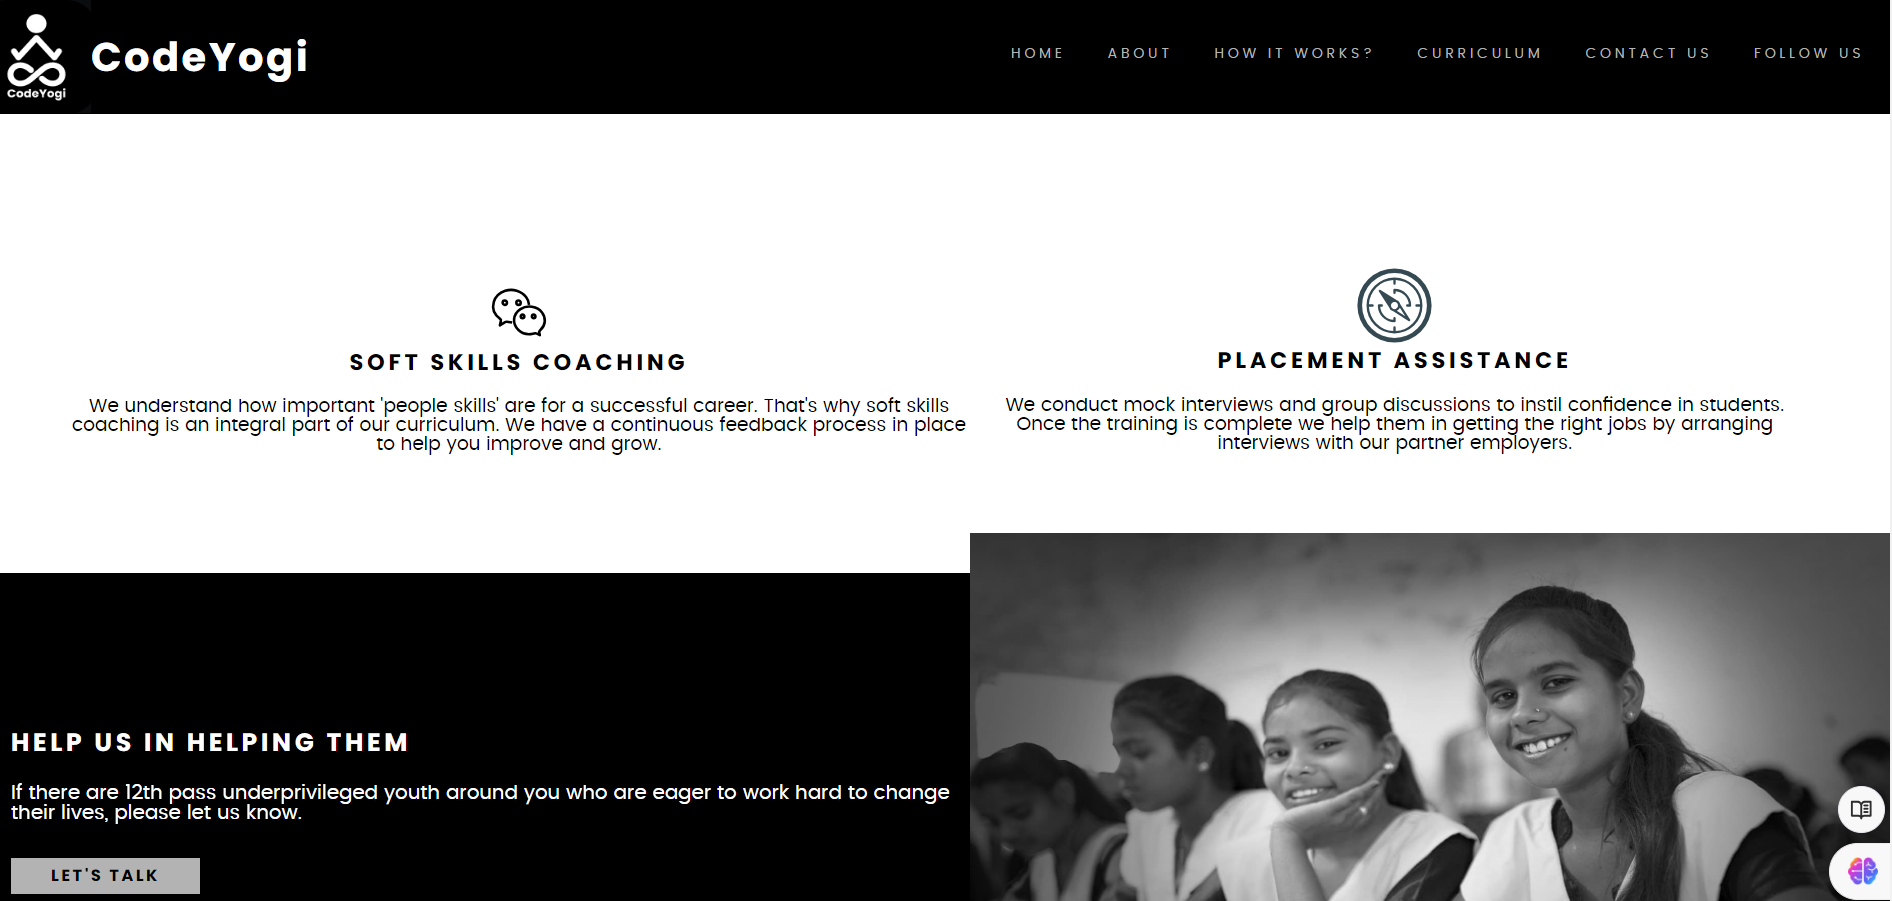 CodeYogi
CodeYogi
HOME ABOUT HOW IT WORKS? CURRICULUM CONTACT US FOLLOW US
SOFT SKILLS COACHING
We understand how important 'people skills' are for a successful career. That's why soft skills
coaching is an integral part of our curriculum. We have a continuous feedback process in place
to help you improve and grow.
PLACEMENT ASSISTANCE
We conduct mock interviews and group discussions to instil confidence in students.
Once the training is complete we help them in getting the right jobs by arranging
interviews with our partner employers.
HELP US IN HELPING THEM
If there are 12th pass underprivileged youth around you who are eager to work hard to change
their lives, please let us know.
LET'S TALK